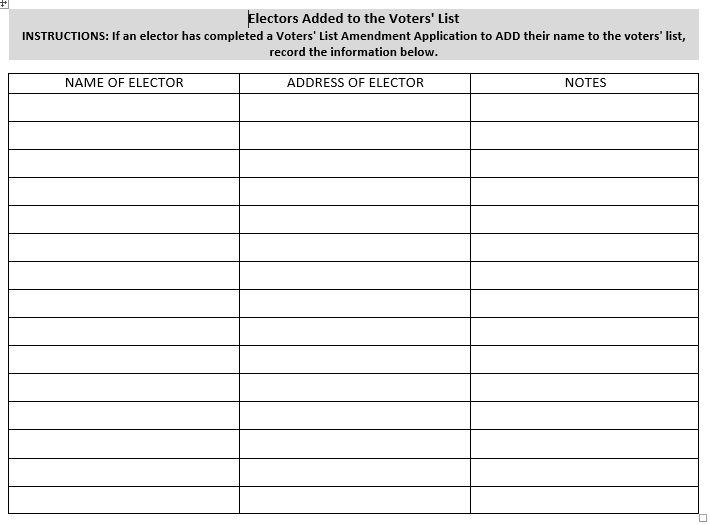 Electors Added to the Voters' List
INSTRUCTIONS: If an elector has completed a Voters' List Amendment Application to ADD their name to the voters' list,
record the information below.
NAME OF ELECTOR
ADDRESS OF ELECTOR
NOTES